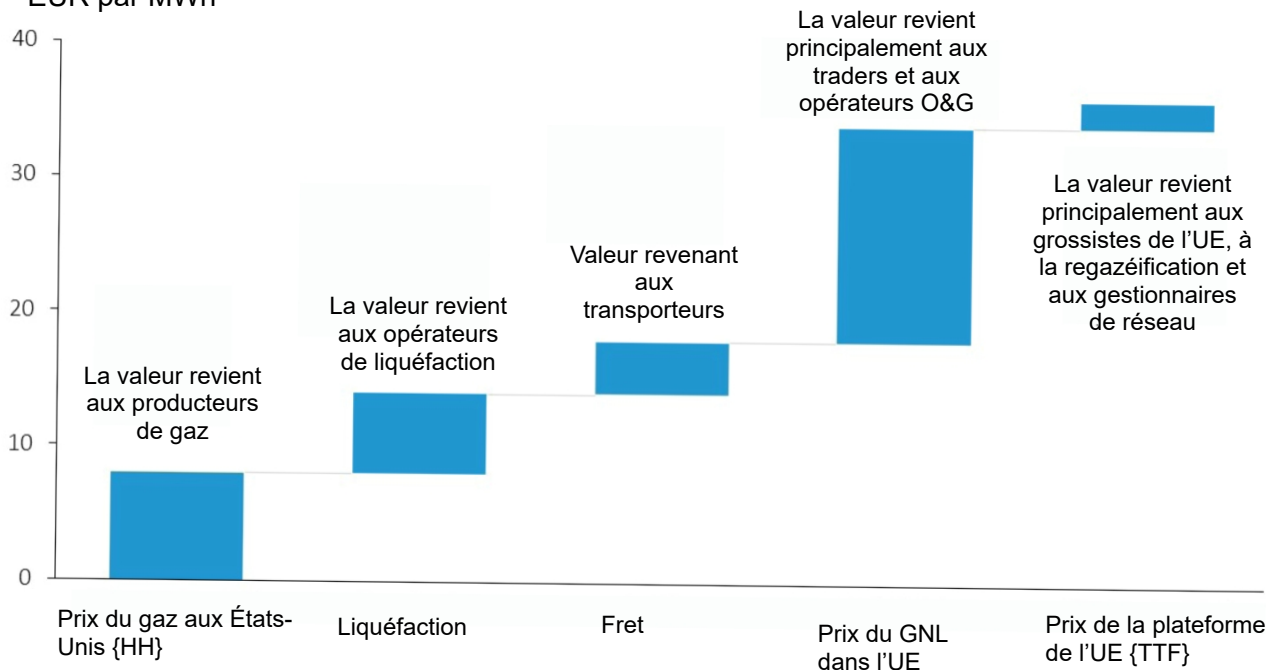 EUR par MWh
40
30
20
10
0
La valeur revient
aux producteurs
de gaz
La valeur revient
aux opérateurs
de liquéfaction
Valeur revenant
aux
transporteurs
La valeur revient
principalement aux
traders et aux
opérateurs O&G
La valeur revient
principalement aux
grossistes de l'UE, à
la regazéification et
aux gestionnaires
de réseau
Prix du gaz aux États-
Unis {HH}
Liquéfaction
Fret
Prix du GNL
dans l'UE
Prix de la plateforme
de l'UE {TTF}